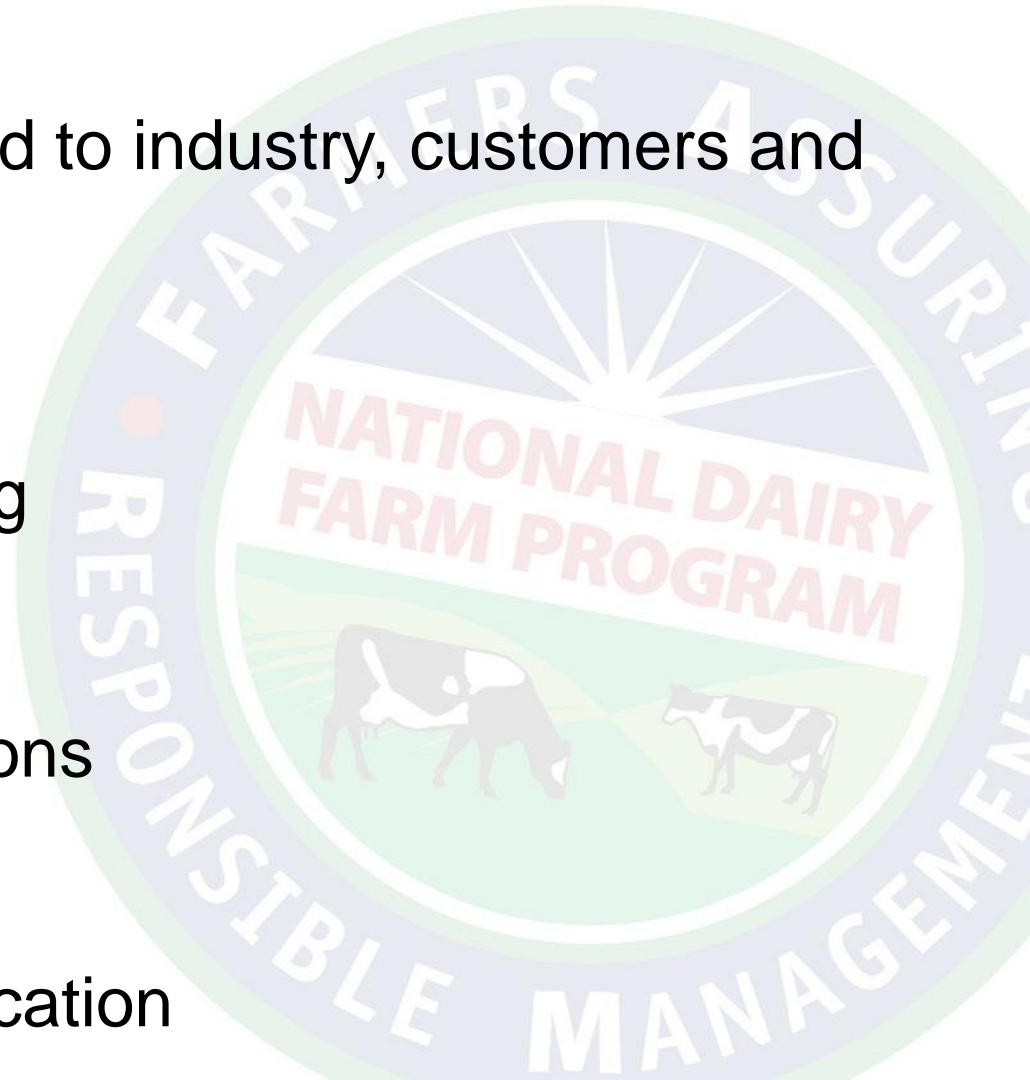 d to industry, customers and
g
ons
cation
FARMERS ASSURING
RESPONSIBLE MANAGEMENT
NATIONAL DAIRY
FARM PROGRAM